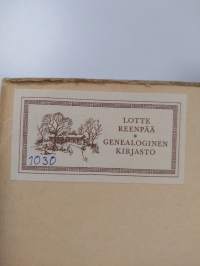 LOTTE
REENPÄÄ
GENEALOGINEN
KIRJASTO
1030